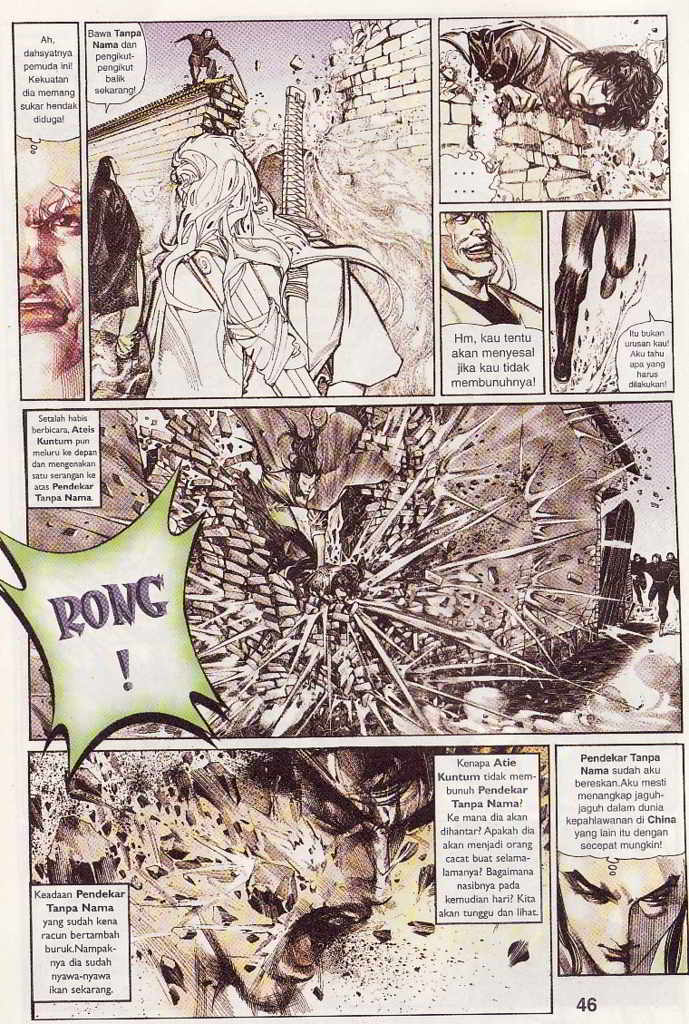 Ah,
dahsyatnya
pemuda ini!
Kekuatan
dia memang
sukar hendak
diduga!
Bawa Tanpa
Nama dan
pengikut-
pengikut
balik
sekarang!
......
Hm, kau tentu
akan menyesal
jika kau tidak
membunuhnya!
Itu bukan
urusan kau!
Aku tahu
apa yang
harus
dilakukan!
Setelah habis
berbicara, Ateis
Kuntum pun
meluru ke depan
dan mengenakan
satu serangan ke
atas Pendekar
Tanpa Nama.
RONG
!
Keadaan Pendekar
Tanpa Nama
yang sudah kena
racun bertambah
buruk.Nampak-
nya dia sudah
nyawa-nyawa
ikan sekarang.
Kenapa Atie
Kuntum tidak mem-
bunuh Pendekar
Tanpa Nama?
Ke mana dia akan
dihantar? Apakah dia
akan menjadi orang
cacat buat selama-
lamanya? Bagaimana
nasibnya pada
kemudian hari? Kita
akan tunggu dan lihat.
Pendekar Tanpa
Nama sudah aku
bereskan.Aku mesti
menangkap jaguh-
jaguh dalam dunia
kepahlawanan di China
yang lain itu dengan
secepat mungkin!
46